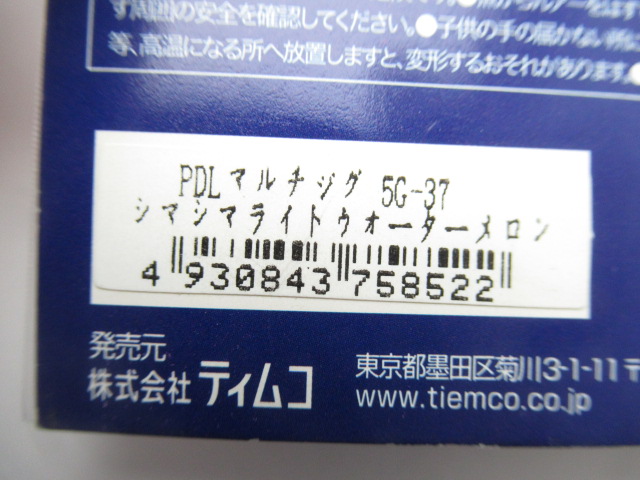 す周囲の安全を確認してください。●子供の手の届かない
等、高温になる所へ放置しますと、変形するおそれがあります。●
PDLマルチジグ 5G-37
シマシマライトウオーターメロン
4 930843 758522
発売元
株式会社 ティムコ
東京都墨田区菊川3-1-11 〒
www.tiemco.co.jp